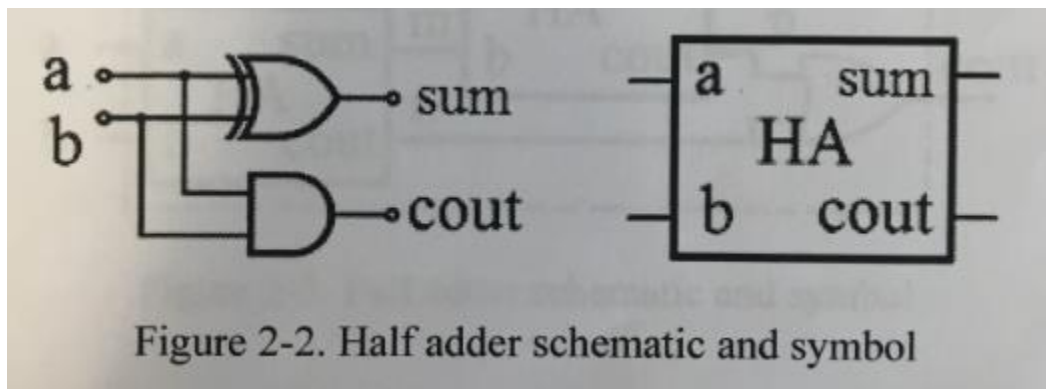 a sum
b
cout
a sum
HA
b cout
Figure 2-2. Half adder schematic and symbol